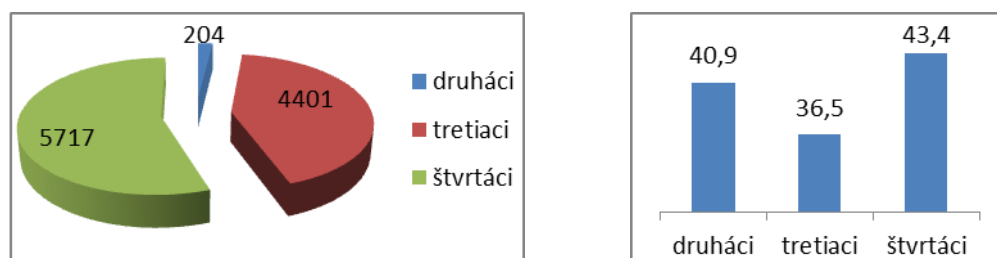 204
4401
5717
druháci
tretiaci
štvrtáci
40,9
36,5
43,4
druháci tretiaci štvrtáci